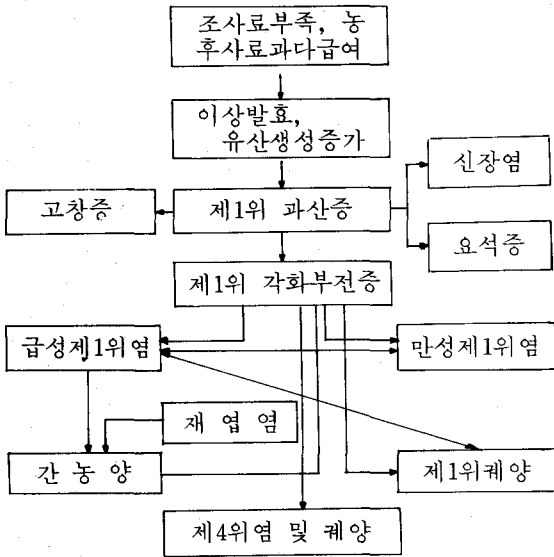 조사료부족, 농
후사료과다급여
이상발효,
유산생성증가
신장염
고창증
제1위 과산증
요석증
제1위 각화부전증
급성제1위염
만성제1위염
재 엽염
간 농 양
제1위궤양
제4위염 및 궤양